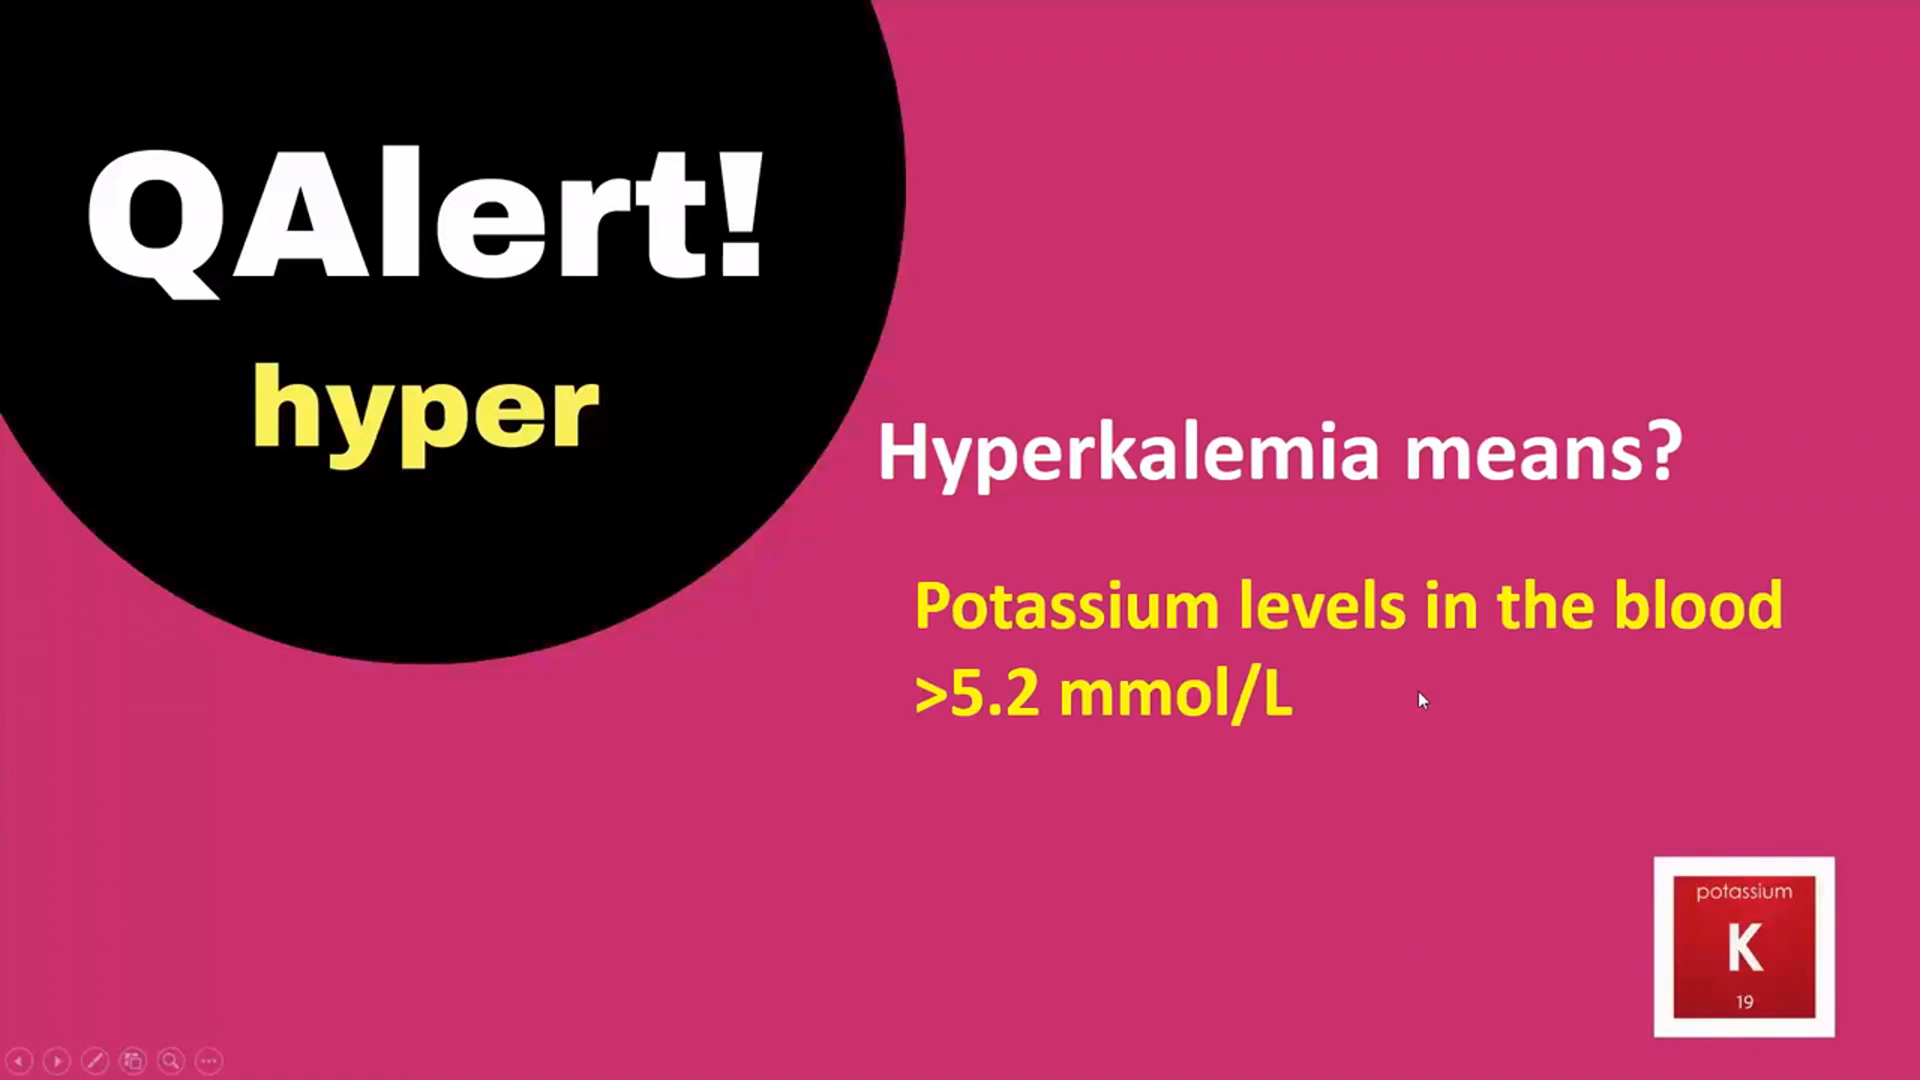 QAlert!
hyper
Hyperkalemia means?
Potassium levels in the blood
>5.2 mmol/L
potassium
K
19